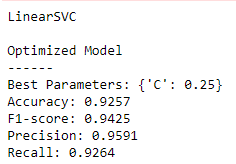 LinearSVC
Optimized Model
------
Best Parameters: {'C': 0.25}
Accuracy: 0.9257
F1-score: 0.9425
Precision: 0.9591
Recall: 0.9264